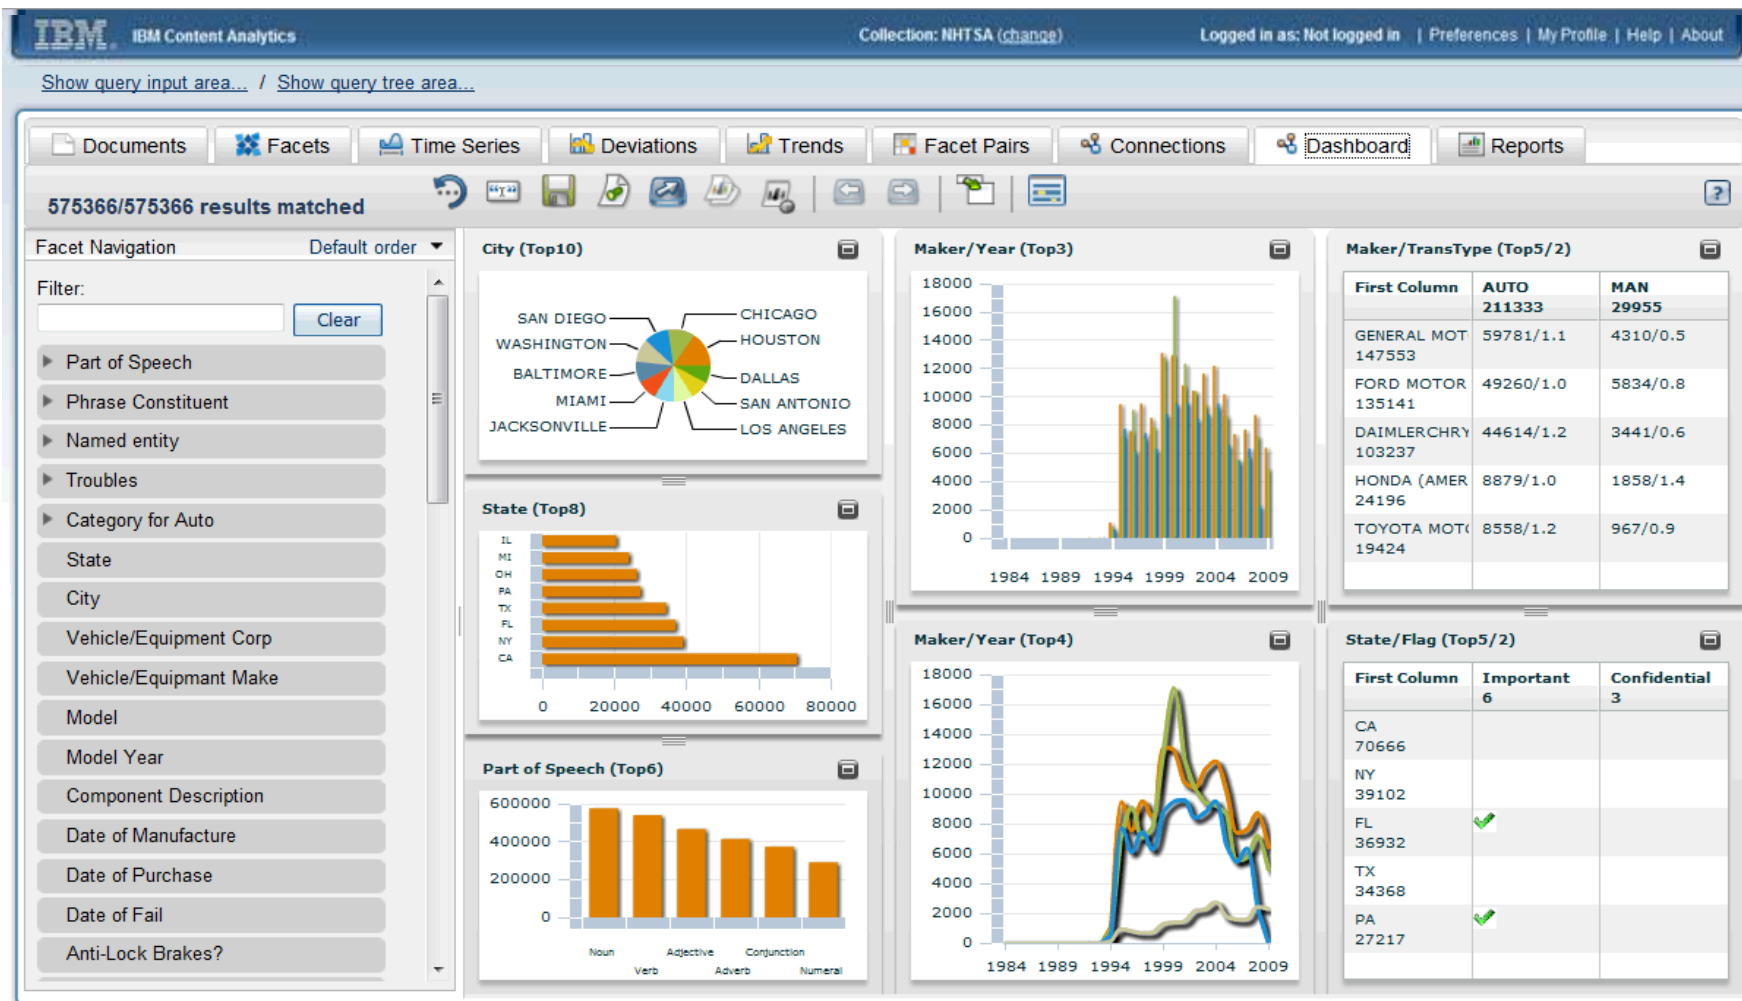 IBM. IBM Content Analytics
Collection: NHTSA (change)
Logged in as: Not logged in | Preferences | My Profile | Help | About
Show query input area... / Show query tree area...
Documents
Facets
Time Series
Deviations
Trends
Facet Pairs
Connections
Dashboard
Reports
575366/575366 results matched
"I"
?
Facet Navigation
Default order
Filter:
Clear
Part of Speech
Phrase Constituent
Named entity
Troubles
Category for Auto
State
City
Vehicle/Equipment Corp
Vehicle/Equipmant Make
Model
Model Year
Component Description
Date of Manufacture
Date of Purchase
Date of Fail
Anti-Lock Brakes?
City (Top10)
SAN DIEGO
CHICAGO
WASHINGTON
HOUSTON
BALTIMORE
DALLAS
MIAMI
SAN ANTONIO
JACKSONVILLE
LOS ANGELES
State (Top8)
IL
MI
OH
PA
TX
FL
NY
CA
0 20000 40000 60000 80000
Part of Speech (Top6)
600000
400000
200000
0
Noun Adjective Conjunction
Verb Adverb Numeral
Maker/Year (Top3)
18000
16000
14000
12000
10000
8000
6000
4000
2000
0
1984 1989 1994 1999 2004 2009
Maker/Year (Top4)
18000
16000
14000
12000
10000
8000
6000
4000
2000
0
1984 1989 1994 1999 2004 2009
Maker/TransType (Top5/2)
First Column AUTO MAN
211333 29955
GENERAL MOT 59781/1.1 4310/0.5
147553
FORD MOTOR 49260/1.0 5834/0.8
135141
DAIMLERCHRY 44614/1.2 3441/0.6
103237
HONDA (AMER 8879/1.0 1858/1.4
24196
TOYOTA MOT 8558/1.2 967/0.9
19424
State/Flag (Top5/2)
First Column Important Confidential
6 3
CA
70666
NY
39102
FL
36932
TX
34368
PA
27217